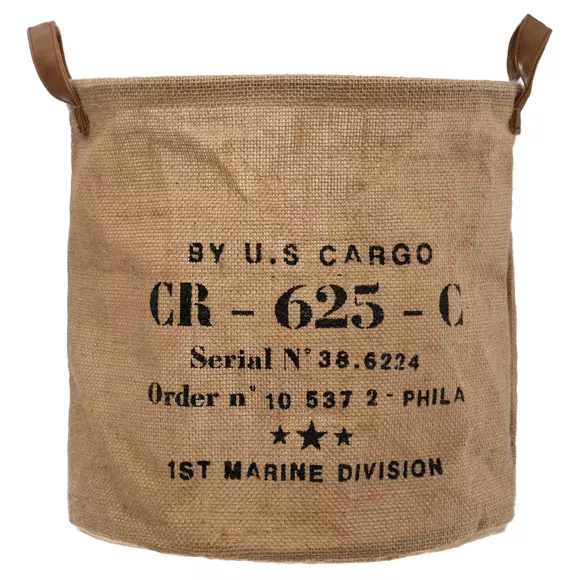 BY U.S CARGO
CR - 625 - C
Serial N° 38.6224
Order n° 10 537 2 - PHILA
★★★
1ST MARINE DIVISION